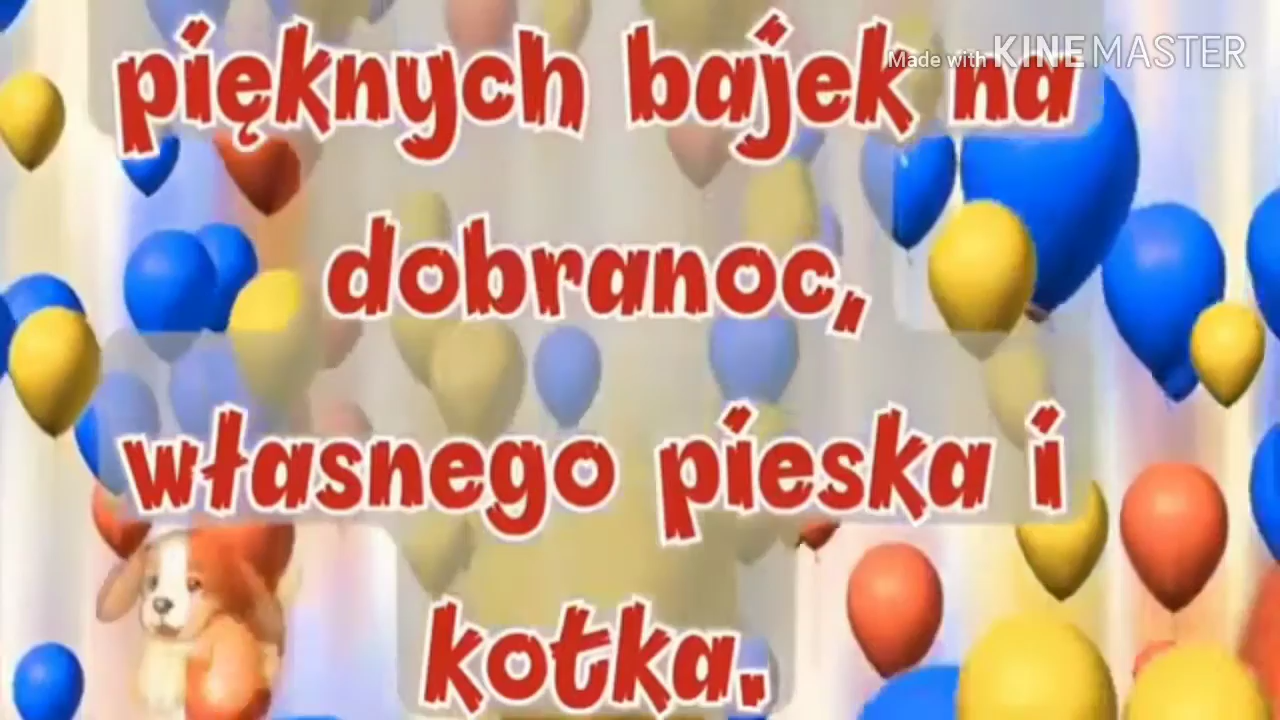 Made with KINEMASTER
pięknych bajek na
dobranoc,
własnego pieska i
kotka.